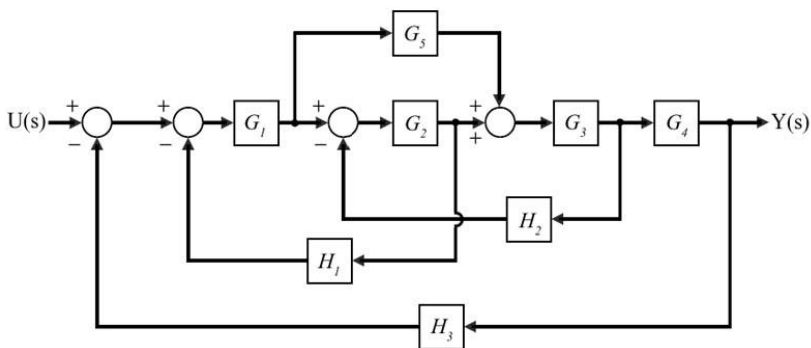 G₅
U(s) + − + − G₁ + − G₂ + + G₃ G₄ Y(s)
H₂
H₁
H₃